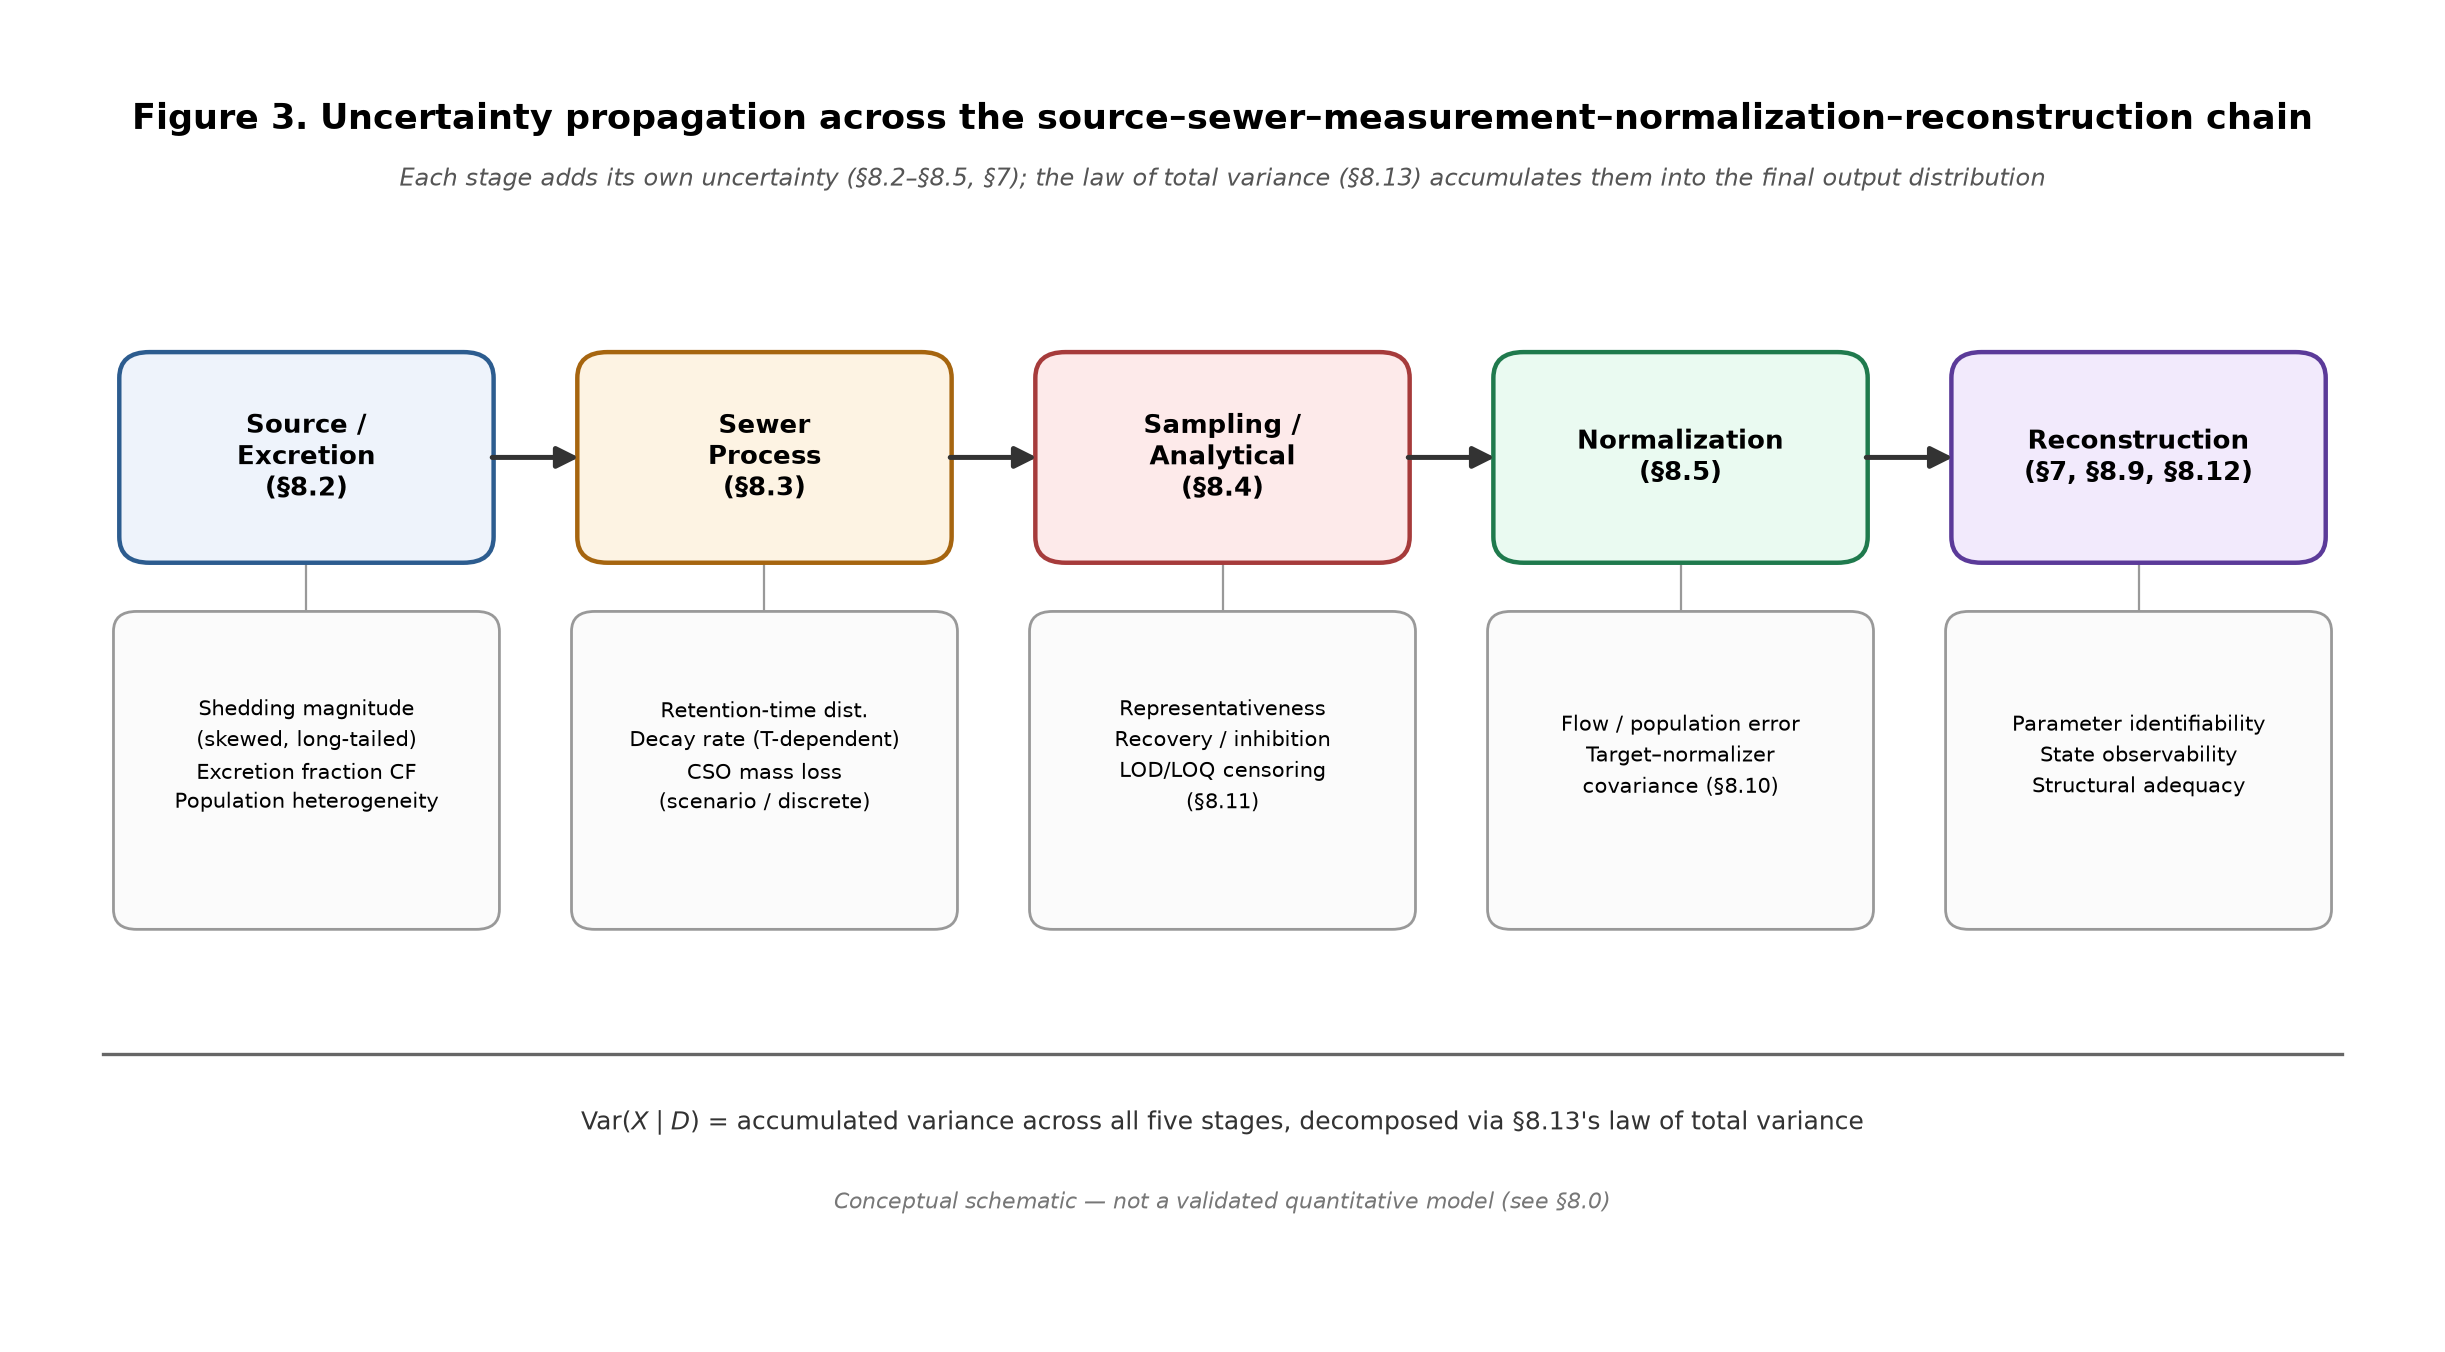 Figure 3. Uncertainty propagation across the source–sewer–measurement–normalization–reconstruction chain
Each stage adds its own uncertainty (§8.2–§8.5, §7); the law of total variance (§8.13) accumulates them into the final output distribution
Source /
Excretion
(§8.2)
Sewer
Process
(§8.3)
Sampling /
Analytical
(§8.4)
Normalization
(§8.5)
Reconstruction
(§7, §8.9, §8.12)
Shedding magnitude
(skewed, long-tailed)
Excretion fraction CF
Population heterogeneity
Retention-time dist.
Decay rate (T-dependent)
CSO mass loss
(scenario / discrete)
Representativeness
Recovery / inhibition
LOD/LOQ censoring
(§8.11)
Flow / population error
Target–normalizer
covariance (§8.10)
Parameter identifiability
State observability
Structural adequacy
Var(X | D) = accumulated variance across all five stages, decomposed via §8.13's law of total variance
Conceptual schematic — not a validated quantitative model (see §8.0)